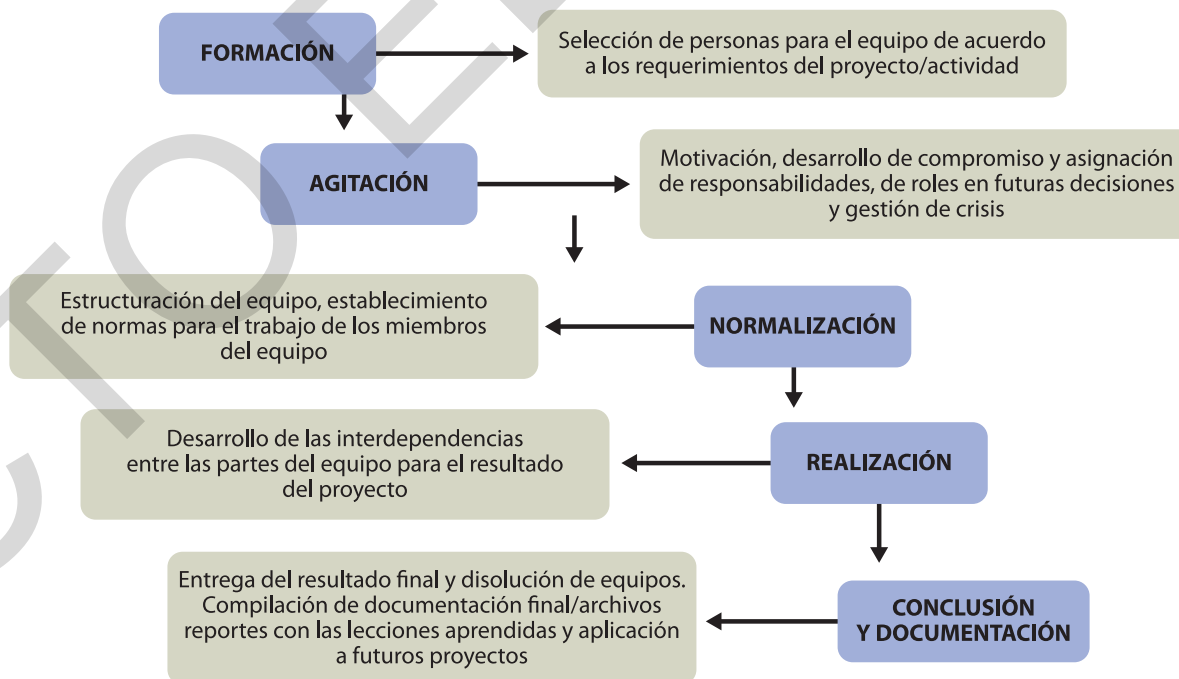 FORMACIÓN
Selección de personas para el equipo de acuerdo
a los requerimientos del proyecto/actividad
AGITACIÓN
Motivación, desarrollo de compromiso y asignación
de responsabilidades, de roles en futuras decisiones
y gestión de crisis
NORMALIZACIÓN
Estructuración del equipo, establecimiento
de normas para el trabajo de los miembros
del equipo
REALIZACIÓN
Desarrollo de las interdependencias
entre las partes del equipo para el resultado
del proyecto
CONCLUSIÓN
Y DOCUMENTACIÓN
Entrega del resultado final y disolución de equipos.
Compilación de documentación final/archivos
reportes con las lecciones aprendidas y aplicación
a futuros proyectos